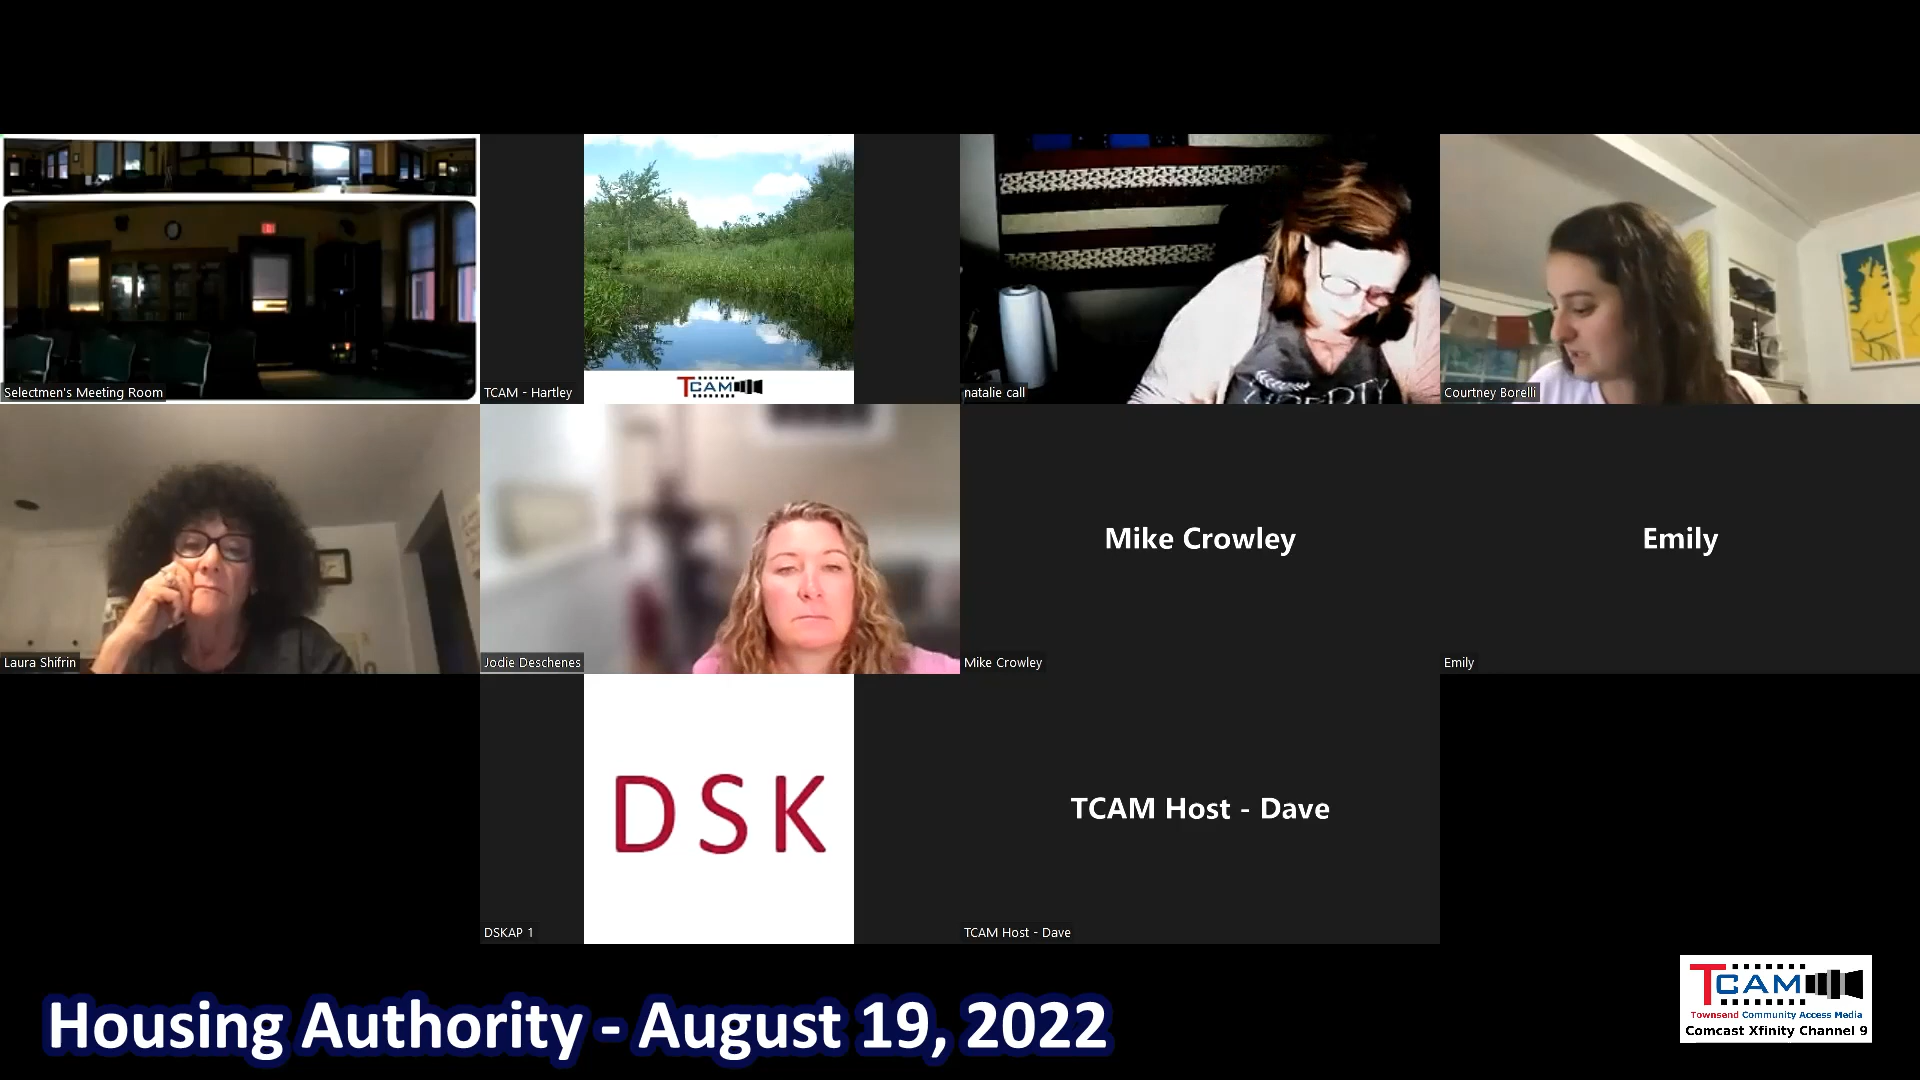 Selectmen's Meeting Room
TCAM - Hartley
TCAM
natalie call
LIBERTY
Courtney Borelli
Laura Shifrin
Jodie Deschenes
Mike Crowley
Mike Crowley
Emily
Emily
DSK
DSKAP 1
TCAM Host - Dave
TCAM Host - Dave
Housing Authority - August 19, 2022
TCAM
Townsend Community Access Media
Comcast Xfinity Channel 9